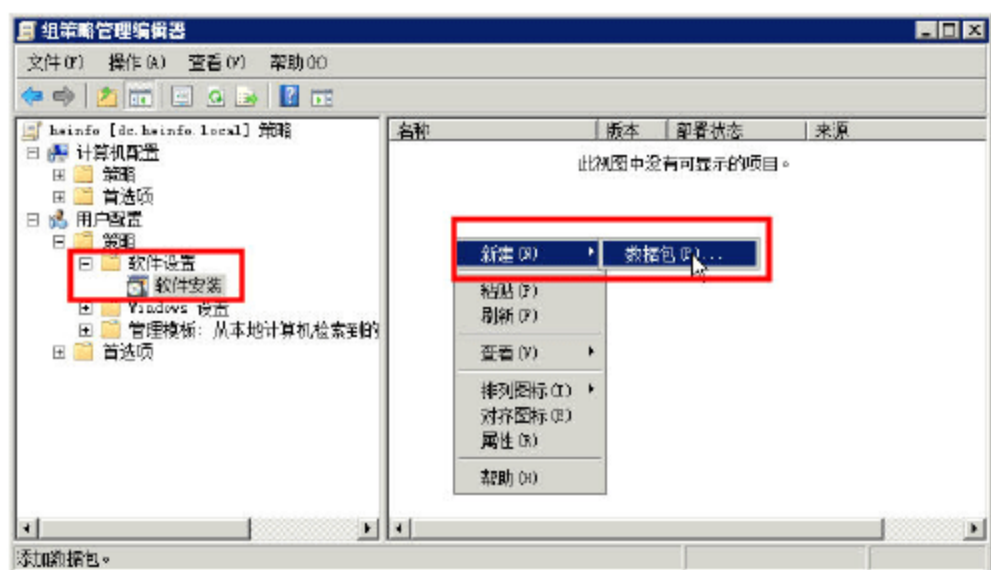 组策略管理编辑器
文件(F) 操作(A) 查看(V) 帮助(H)
hsinfo [dc.hsinfo.local] 策略
计算机配置
策略
首选项
用户配置
策略
软件设置
软件安装
Windows 设置
管理模板: 从本地计算机检索到的
首选项
名称 版本 部署状态 来源
此视图中没有可显示的项目。
新建(N) 数据包(P)...
粘贴(P)
刷新(F)
查看(V)
排列图标(I)
对齐图标(E)
属性(R)
帮助(H)
添加数据包。